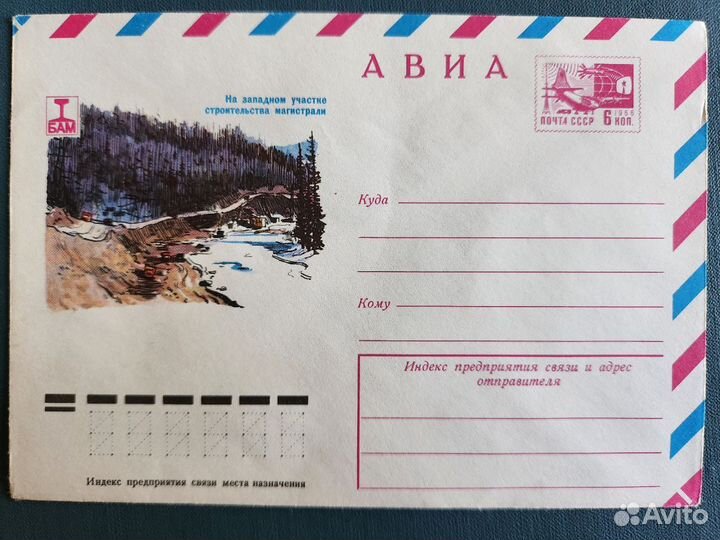 АВИА
1966
ПОЧТА СССР 6 КОП.
БАМ
На западном участке
строительства магистрали
Куда
Кому
Индекс предприятия связи и адрес
отправителя
Индекс предприятия связи места назначения
Avito